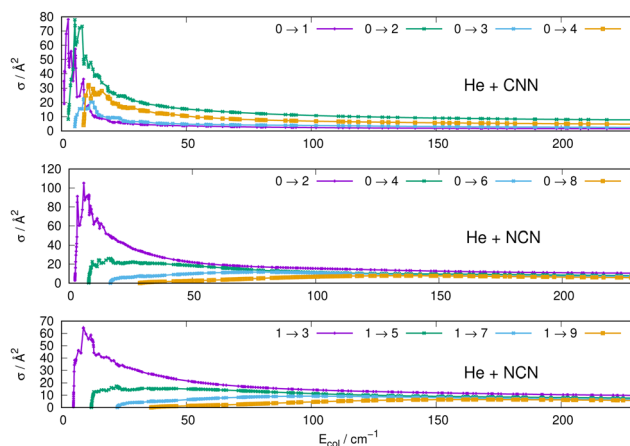 80
70
60
50
40
30
20
10
0
σ / Å²
0 → 1 0 → 2 0 → 3 0 → 4
He + CNN
50 100 150 200
120
100
80
60
40
20
0
σ / Å²
0 → 2 0 → 4 0 → 6 0 → 8
He + NCN
0 50 100 150 200
70
60
50
40
30
20
10
0
σ / Å²
1 → 3 1 → 5 1 → 7 1 → 9
He + NCN
0 50 100 150 200
E_col / cm⁻¹